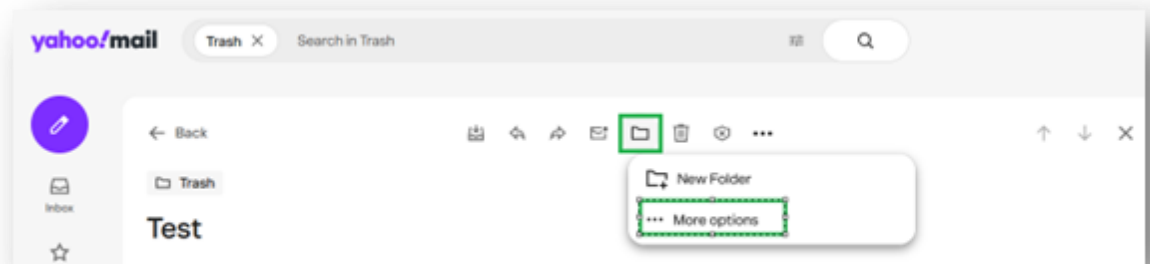 yahoo!mail Trash Search in Trash
Back
Trash
New Folder
Inbox
More options
Test